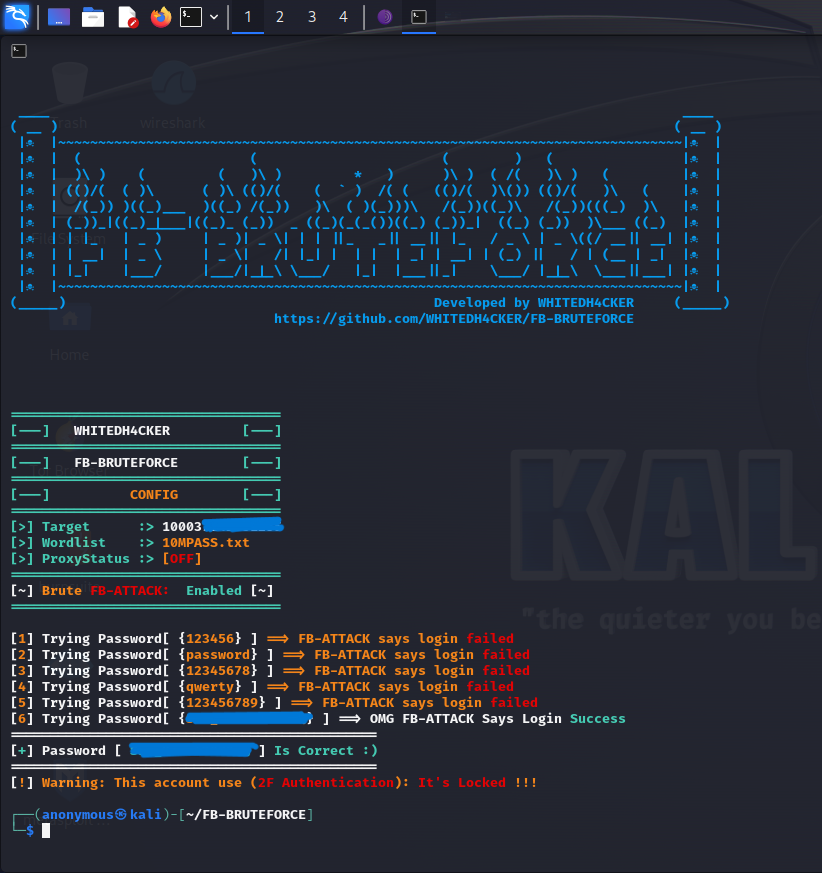 1 2 3 4
Trash wireshark
File System
FB-BRUTEFORCE
Developed by WHITEDH4CKER
https://github.com/WHITEDH4CKER/FB-BRUTEFORCE
Home
[---] WHITEDH4CKER [---]
[---] FB-BRUTEFORCE [---]
[---] CONFIG [---]
[>] Target :> 10003
[>] Wordlist :> 10MPASS.txt
[>] ProxyStatus :> [OFF]
[~] Brute FB-ATTACK: Enabled [~]
KAL
"the quieter you be
[1] Trying Password[ {123456} ] ==> FB-ATTACK says login failed
[2] Trying Password[ {password} ] ==> FB-ATTACK says login failed
[3] Trying Password[ {12345678} ] ==> FB-ATTACK says login failed
[4] Trying Password[ {qwerty} ] ==> FB-ATTACK says login failed
[5] Trying Password[ {123456789} ] ==> FB-ATTACK says login failed
[6] Trying Password[ { } ] ==> OMG FB-ATTACK Says Login Success
[+] Password [ ] Is Correct :)
[!] Warning: This account use (2F Authentication): It's Locked !!!
┌──(anonymous㉿kali)-[~/FB-BRUTEFORCE]
└─$